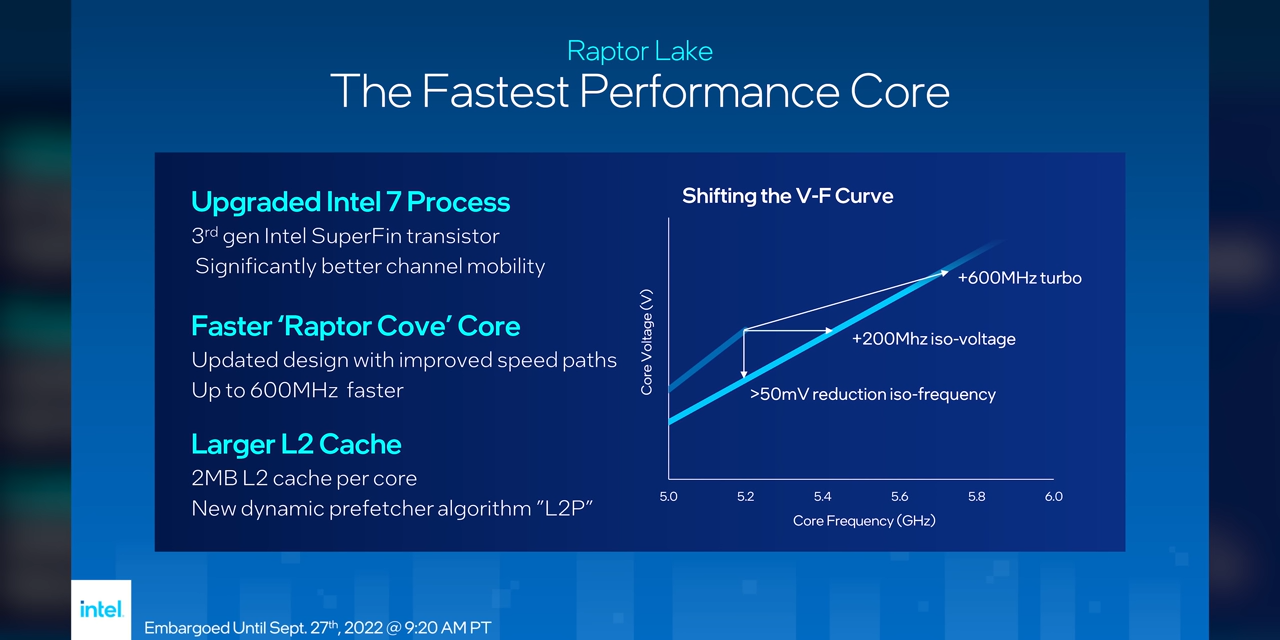 Raptor Lake
The Fastest Performance Core
Upgraded Intel 7 Process
3rd gen Intel SuperFin transistor
Significantly better channel mobility
Faster ‘Raptor Cove’ Core
Updated design with improved speed paths
Up to 600MHz faster
Larger L2 Cache
2MB L2 cache per core
New dynamic prefetcher algorithm ”L2P”
Shifting the V-F Curve
Core Voltage (V)
+600MHz turbo
+200Mhz iso-voltage
>50mV reduction iso-frequency
5.0 5.2 5.4 5.6 5.8 6.0
Core Frequency (GHz)
intel.
Embargoed Until Sept. 27th, 2022 @ 9:20 AM PT